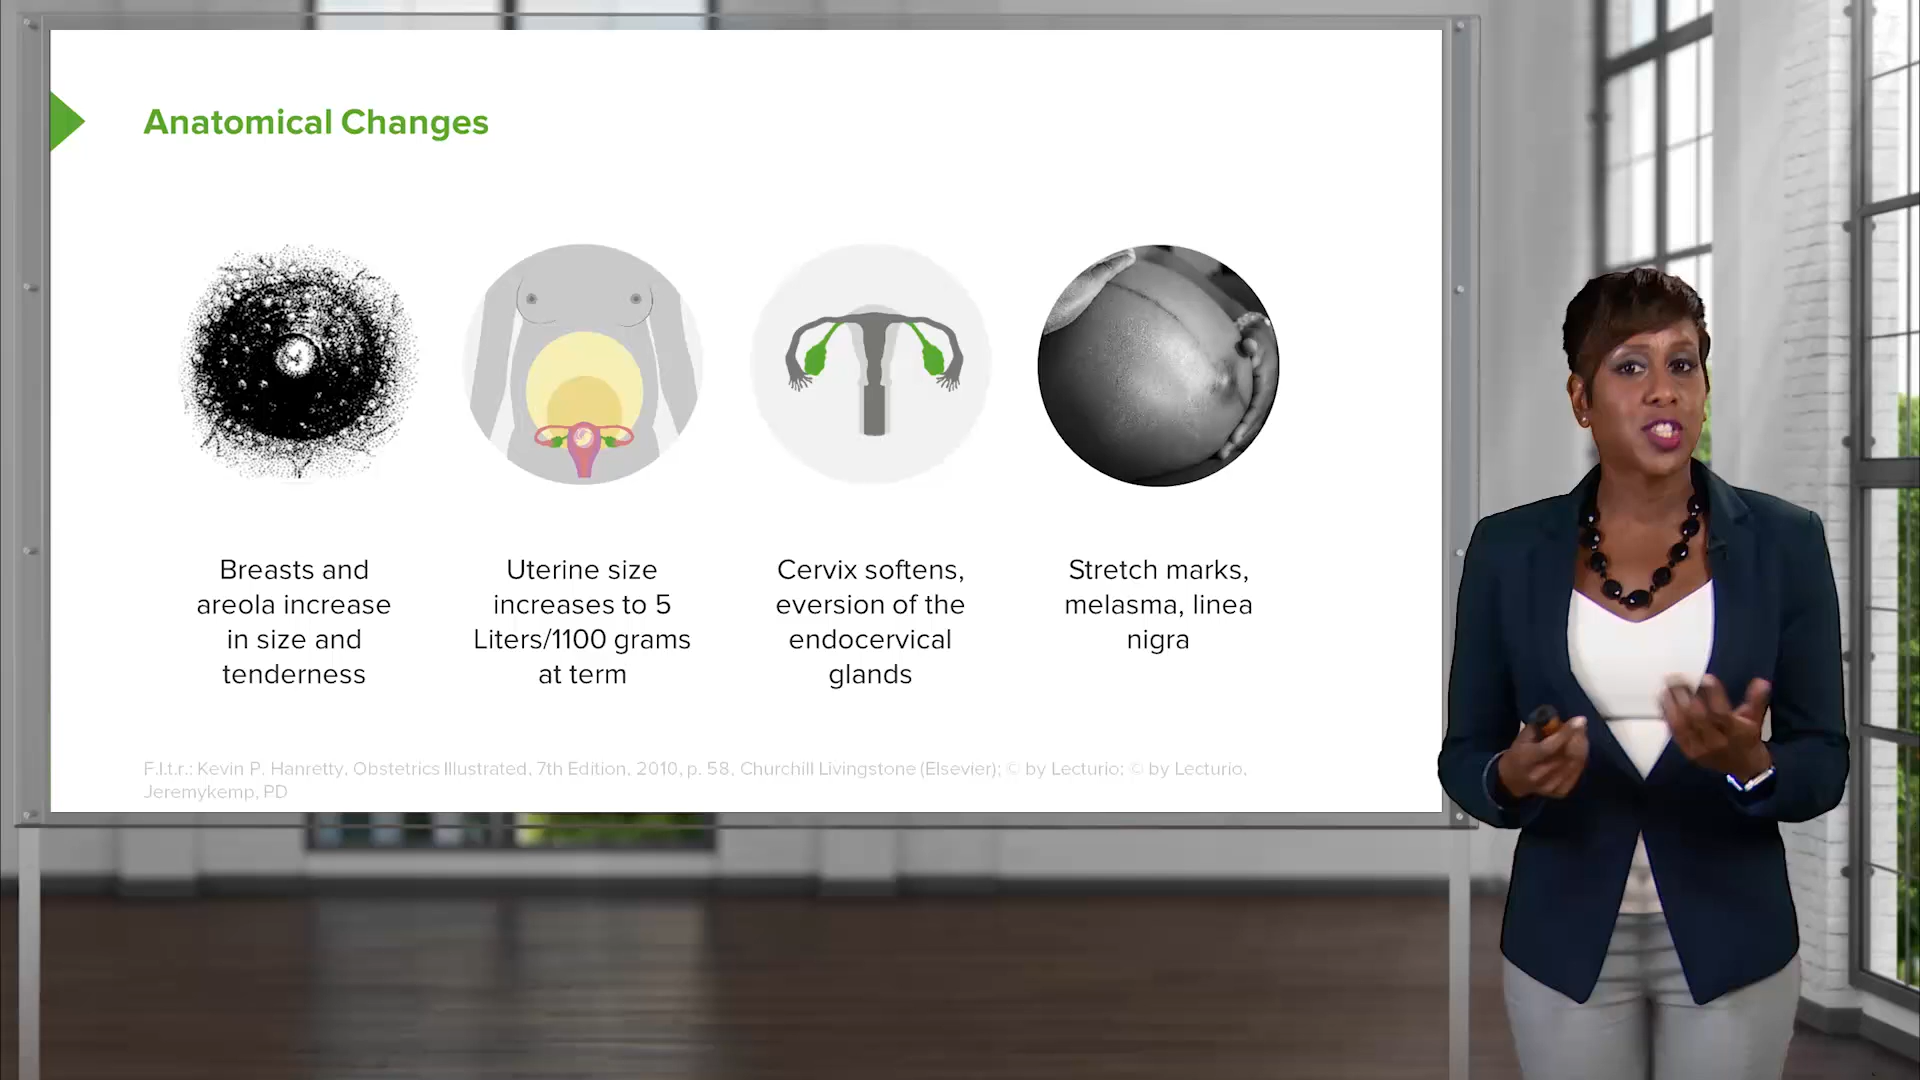 Anatomical Changes
Breasts and
areola increase
in size and
tenderness
Uterine size
increases to 5
Liters/1100 grams
at term
Cervix softens,
eversion of the
endocervical
glands
Stretch marks,
melasma, linea
nigra
F.l.t.r.: Kevin P. Hanretty, Obstetrics Illustrated, 7th Edition, 2010, p. 58, Churchill Livingstone (Elsevier); © by Lecturio; © by Lecturio,
Jeremykemp, PD